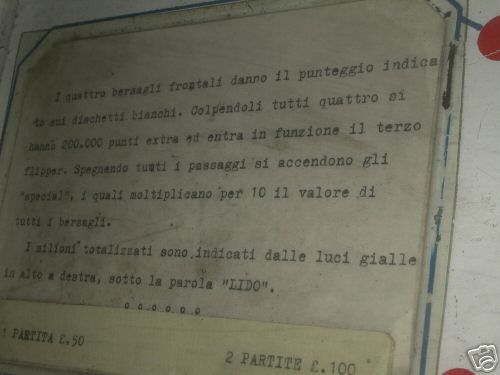 I quattro bersagli frontali danno il punteggio indica
to sui dischetti bianchi. Colpendoli tutti quattro si
hanno 200.000 punti extra ed entra in funzione il terzo
flipper. Spegnendo tutti i passaggi si accendono gli
"special", i quali moltiplicano per 10 il valore di
tutti i bersagli.
I milioni totalizzati sono indicati dalle luci gialle
in alto a destra, sotto la parola "LIDO".
° ° ° ° ° °
1 PARTITA £.50
2 PARTITE £.100